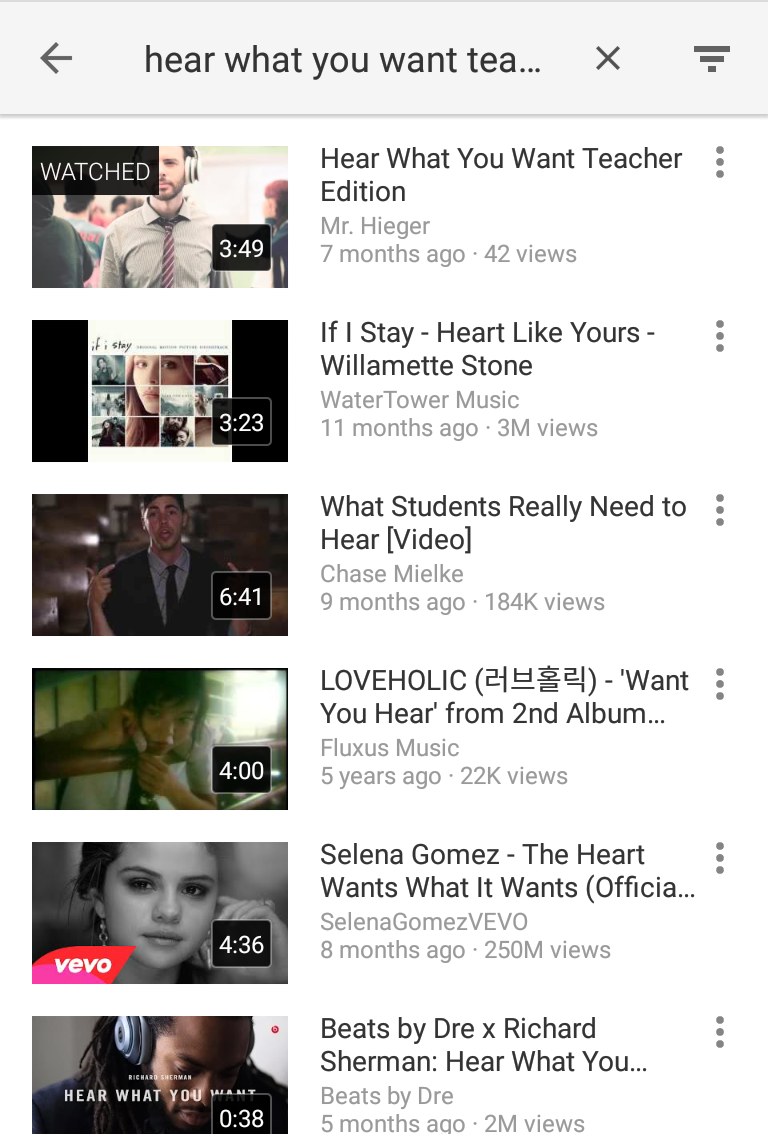 hear what you want tea...
WATCHED
3:49
Hear What You Want Teacher
Edition
Mr. Hieger
7 months ago · 42 views
if i stay
ORIGINAL MOTION PICTURE SOUNDTRACK
3:23
If I Stay - Heart Like Yours -
Willamette Stone
WaterTower Music
11 months ago · 3M views
6:41
What Students Really Need to
Hear [Video]
Chase Mielke
9 months ago · 184K views
4:00
LOVEHOLIC (러브홀릭) - 'Want
You Hear' from 2nd Album...
Fluxus Music
5 years ago · 22K views
vevo
4:36
Selena Gomez - The Heart
Wants What It Wants (Officia...
SelenaGomezVEVO
8 months ago · 250M views
RICHARD SHERMAN
HEAR WHAT YOU WANT
0:38
Beats by Dre x Richard
Sherman: Hear What You...
Beats by Dre
5 months ago · 2M views